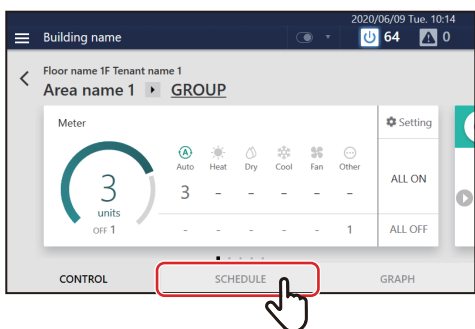 2020/06/09 Tue. 10:14
Building name 64 0
Floor name 1F Tenant name 1
Area name 1 GROUP
Meter
Setting
A
Auto Heat Dry Cool Fan Other
3 units
OFF 1
3 – – – – –
- - - - - 1
ALL ON
ALL OFF
CONTROL SCHEDULE GRAPH